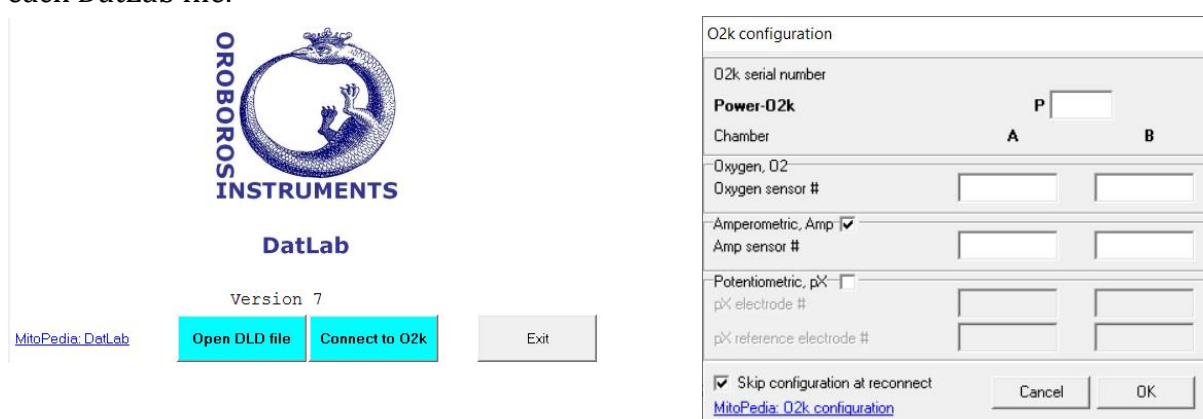 each DatLab file.
OROBOROS
INSTRUMENTS
DatLab
Version 7
MitoPedia: DatLab
Open DLD file
Connect to O2k
Exit
O2k configuration
O2k serial number
Power-O2k P
Chamber A B
Oxygen, O2
Oxygen sensor #
Amperometric, Amp
Amp sensor #
Potentiometric, pX
pX electrode #
pX reference electrode #
Skip configuration at reconnect
MitoPedia: O2k configuration
Cancel
OK